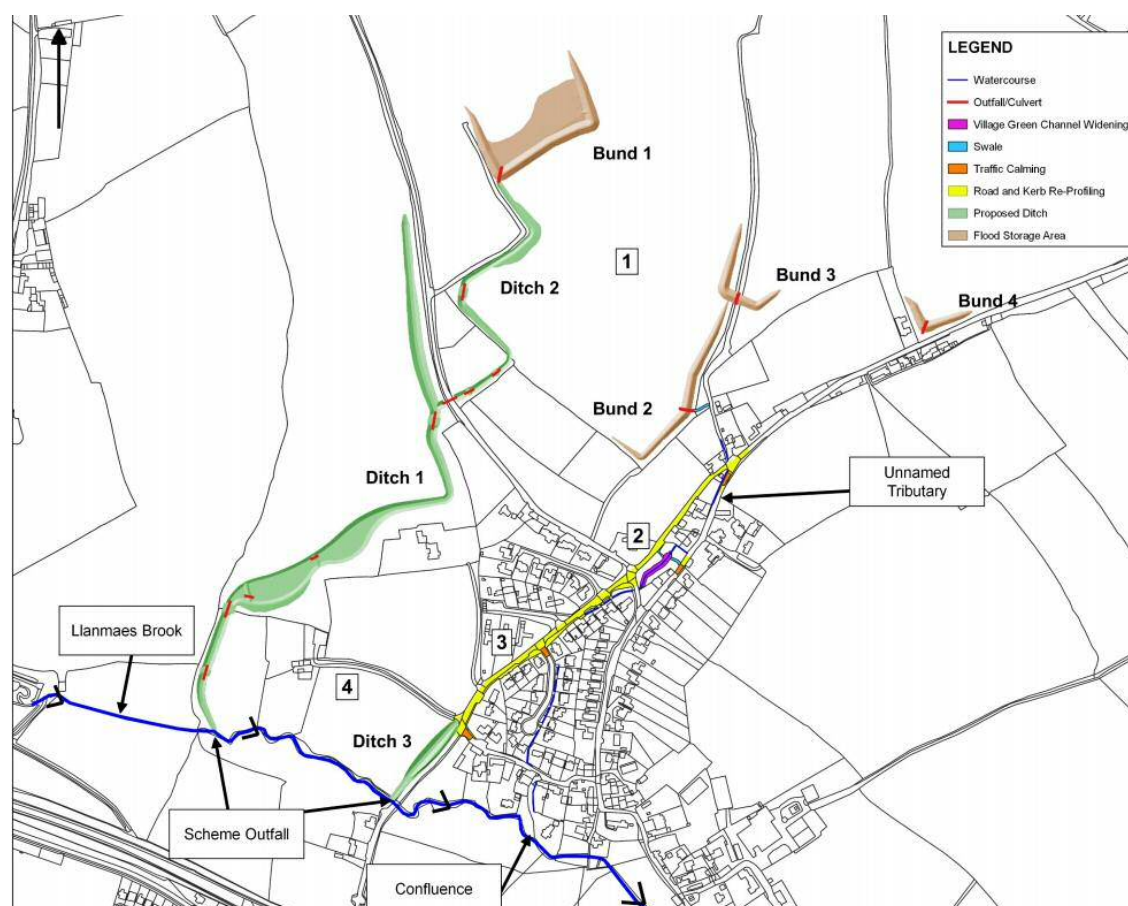 LEGEND
Watercourse
Outfall/Culvert
Village Green Channel Widening
Swale
Traffic Calming
Road and Kerb Re-Profiling
Proposed Ditch
Flood Storage Area
Bund 1
1
Bund 3
Ditch 2
Bund 4
Bund 2
Ditch 1
Unnamed
Tributary
2
Llanmaes Brook
3
4
Ditch 3
Scheme Outfall
Confluence